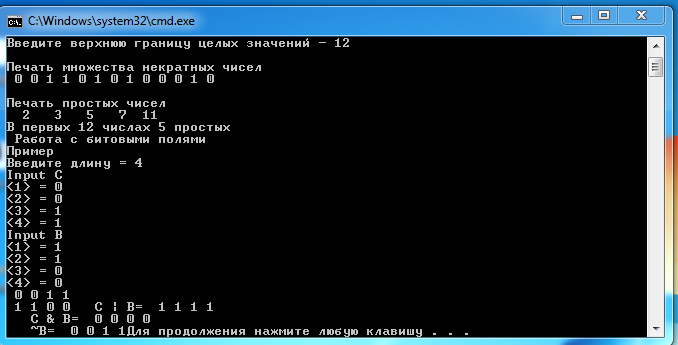 C:\Windows\system32\cmd.exe
Введите верхнюю границу целых значений - 12
Печать множества некратных чисел
0 0 1 1 0 1 0 1 0 0 0 1 0
Печать простых чисел
2 3 5 7 11
В первых 12 числах 5 простых
Работа с битовыми полями
Пример
Введите длину = 4
Input C
<1> = 0
<2> = 0
<3> = 1
<4> = 1
Input B
<1> = 1
<2> = 1
<3> = 0
<4> = 0
0 0 1 1
1 1 0 0 C | B= 1 1 1 1
C & B= 0 0 0 0
~B= 0 0 1 1Для продолжения нажмите любую клавишу . . .